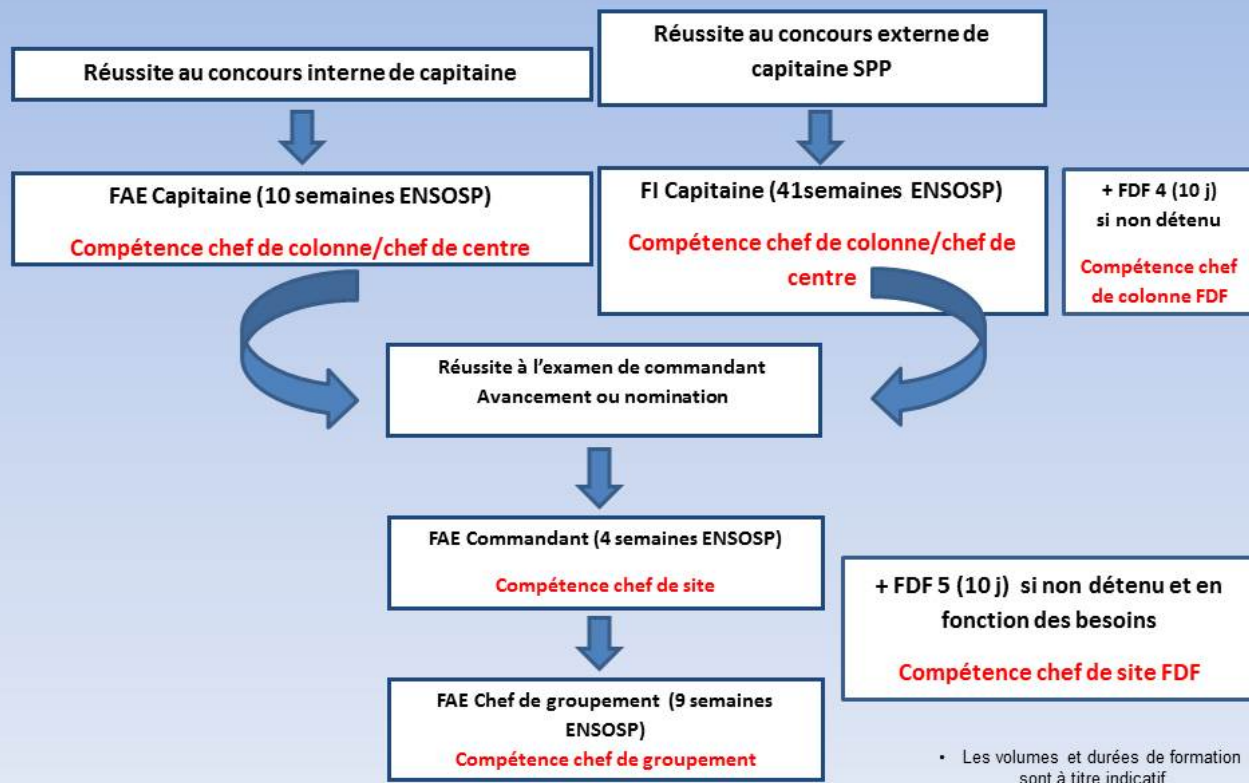 Réussite au concours interne de capitaine
Réussite au concours externe de
capitaine SPP
FAE Capitaine (10 semaines ENSOSP)
Compétence chef de colonne/chef de centre
FI Capitaine (41semaines ENSOSP)
Compétence chef de colonne/chef de
centre
+ FDF 4 (10 j)
si non détenu
Compétence chef
de colonne FDF
Réussite à l'examen de commandant
Avancement ou nomination
FAE Commandant (4 semaines ENSOSP)
Compétence chef de site
+ FDF 5 (10 j) si non détenu et en
fonction des besoins
Compétence chef de site FDF
FAE Chef de groupement (9 semaines
ENSOSP)
Compétence chef de groupement
• Les volumes et durées de formation
sont à titre indicatif